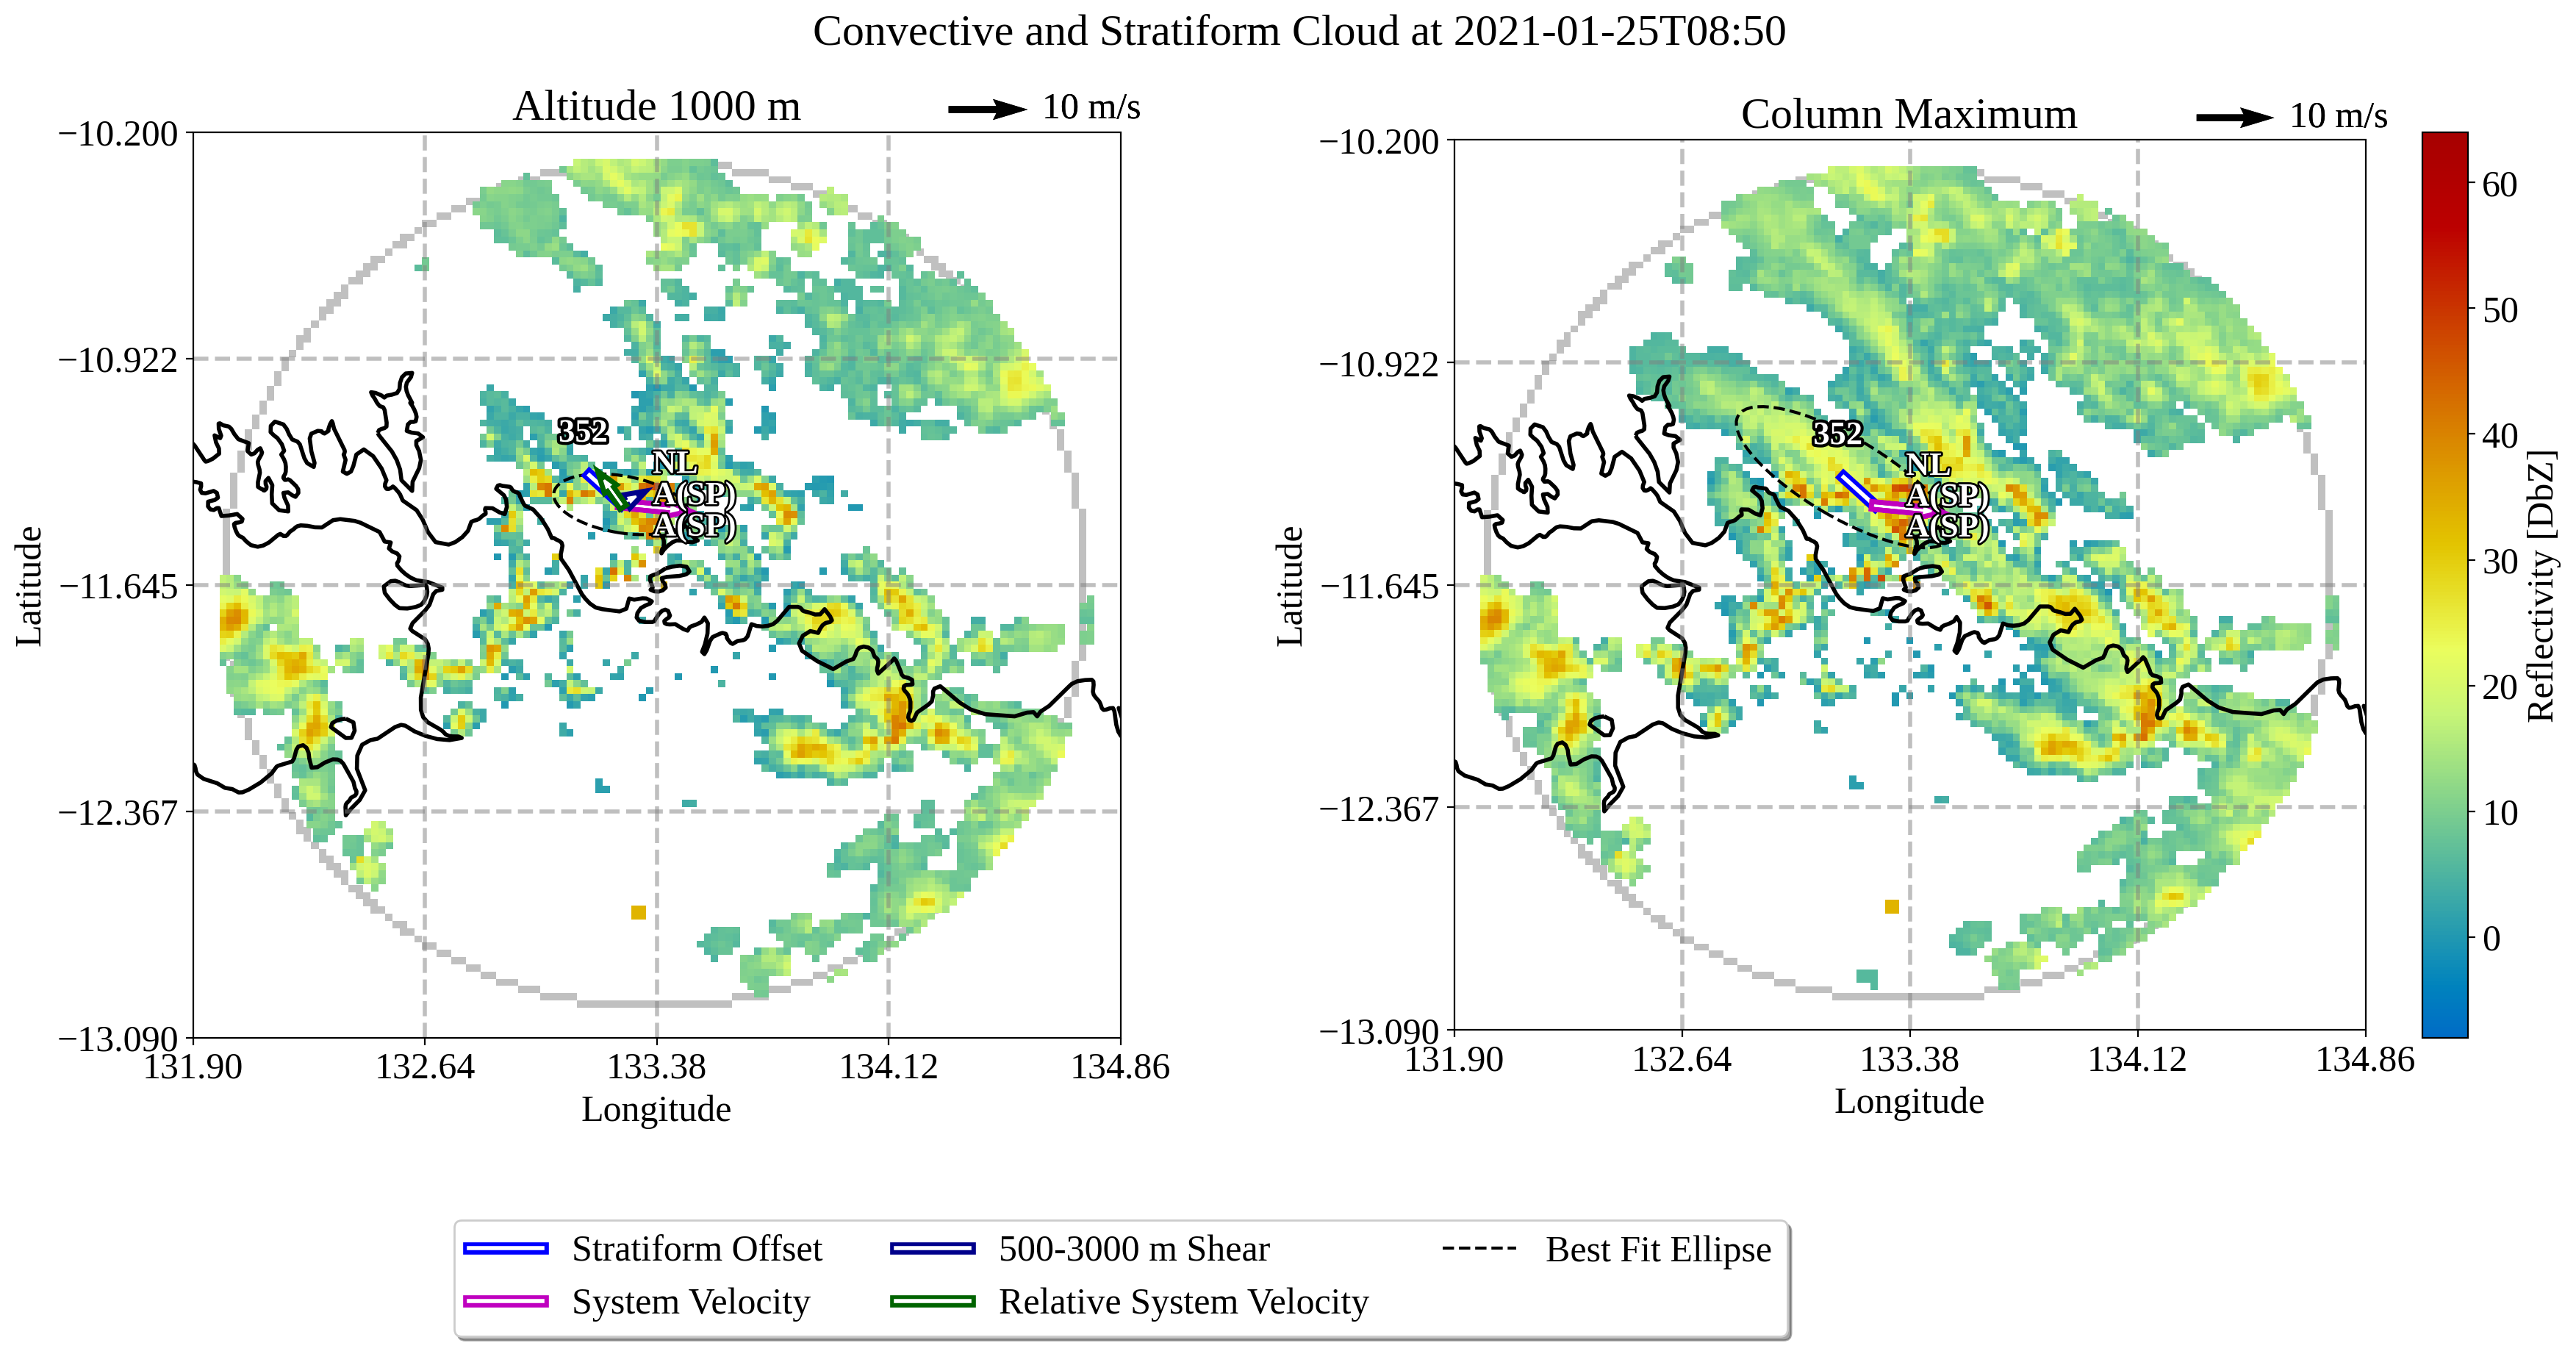 Convective and Stratiform Cloud at 2021-01-25T08:50
Altitude 1000 m
10 m/s
−10.200
−10.922
−11.645
−12.367
−13.090
Latitude
131.90
132.64
133.38
134.12
134.86
Longitude
352
NL
A(SP)
A(SP)
Column Maximum
10 m/s
−10.200
−10.922
−11.645
−12.367
−13.090
Latitude
131.90
132.64
133.38
134.12
134.86
Longitude
352
NL
A(SP)
A(SP)
60
50
40
30
20
10
0
Reflectivity [DbZ]
Stratiform Offset
System Velocity
500-3000 m Shear
Relative System Velocity
Best Fit Ellipse